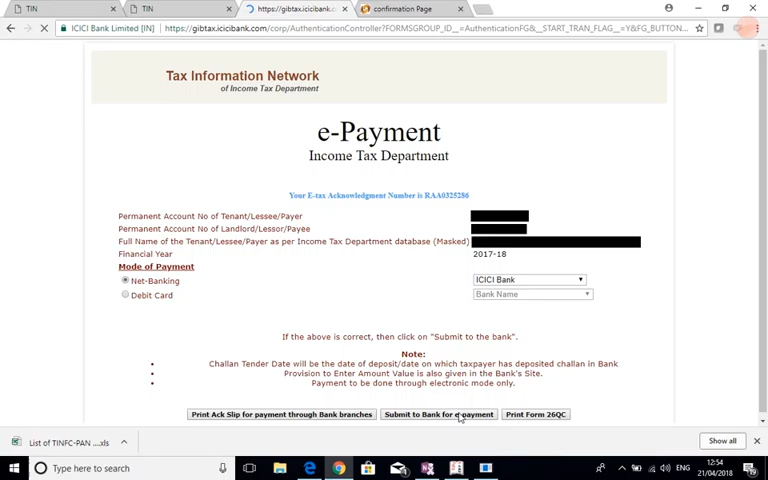 TIN
TIN
https://gibtax.icicibank.com/
confirmation Page
ICICI Bank Limited [IN]
https://gibtax.icicibank.com/corp/AuthenticationController?FORMSGROUP_ID__=AuthenticationFG&__START_TRAN_FLAG__=Y&FG_BUTTON...
Tax Information Network
of Income Tax Department
e-Payment
Income Tax Department
Your E-tax Acknowledgment Number is RAA0325286
Permanent Account No of Tenant/Lessee/Payer
Permanent Account No of Landlord/Lessor/Payee
Full Name of the Tenant/Lessee/Payer as per Income Tax Department database (Masked)
Financial Year 2017-18
Mode of Payment
Net-Banking ICICI Bank
Debit Card Bank Name
If the above is correct, then click on "Submit to the bank".
Note:
Challan Tender Date will be the date of deposit/date on which taxpayer has deposited challan in Bank
Provision to Enter Amount Value is also given in the Bank's Site.
Payment to be done through electronic mode only.
Print Ack Slip for payment through Bank branches Submit to Bank for e-payment Print Form 26QC
List of TINFC-PAN ....xls
Show all
Type here to search
ENG
12:54
21/04/2018